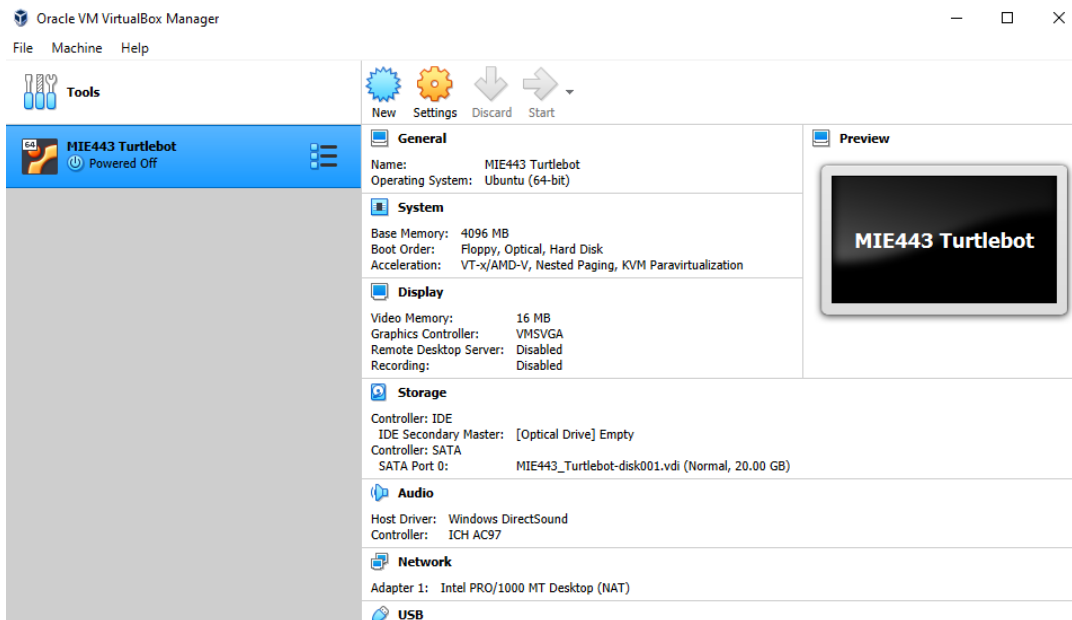 Oracle VM VirtualBox Manager
File Machine Help
Tools
New Settings Discard Start
64
MIE443 Turtlebot
Powered Off
General
Name: MIE443 Turtlebot
Operating System: Ubuntu (64-bit)
Preview
MIE443 Turtlebot
System
Base Memory: 4096 MB
Boot Order: Floppy, Optical, Hard Disk
Acceleration: VT-x/AMD-V, Nested Paging, KVM Paravirtualization
Display
Video Memory: 16 MB
Graphics Controller: VMSVGA
Remote Desktop Server: Disabled
Recording: Disabled
Storage
Controller: IDE
IDE Secondary Master: [Optical Drive] Empty
Controller: SATA
SATA Port 0: MIE443_Turtlebot-disk001.vdi (Normal, 20.00 GB)
Audio
Host Driver: Windows DirectSound
Controller: ICH AC97
Network
Adapter 1: Intel PRO/1000 MT Desktop (NAT)
USB